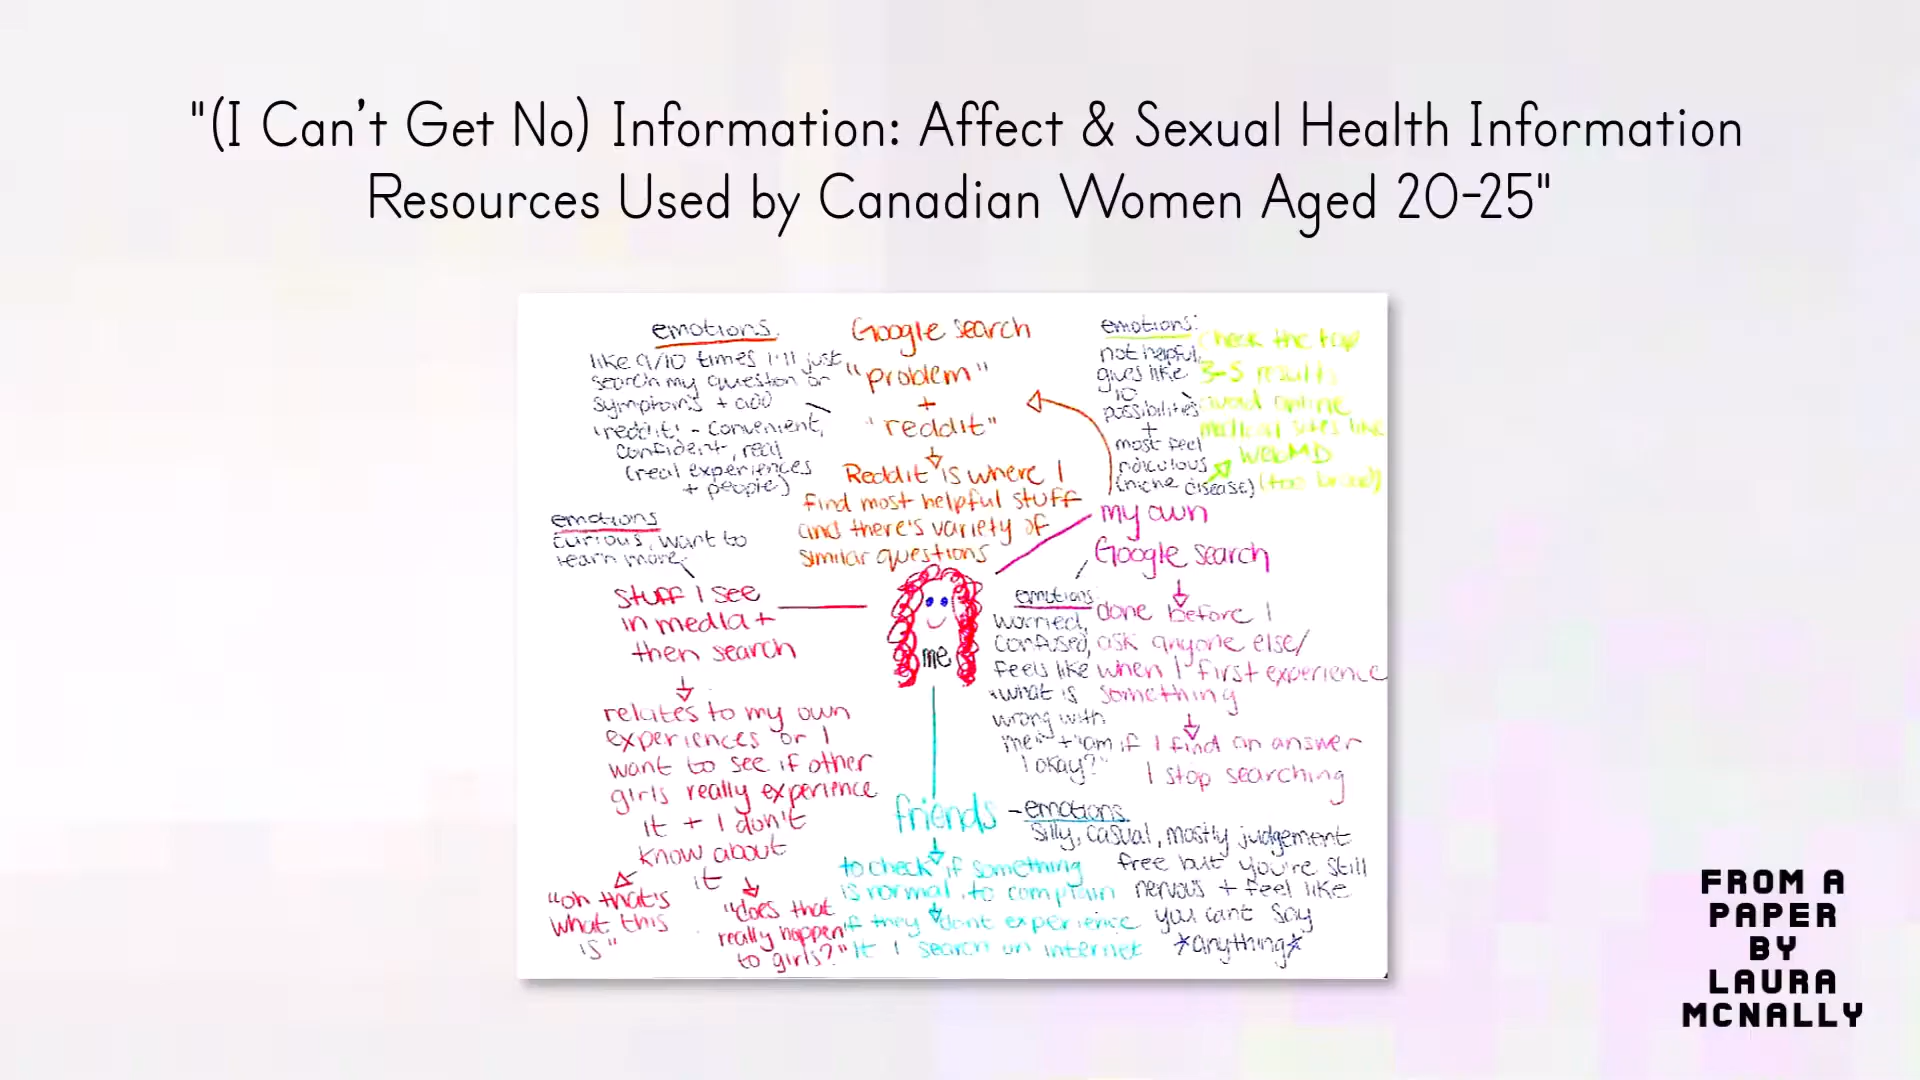 "(I Can't Get No) Information: Affect & Sexual Health Information
Resources Used by Canadian Women Aged 20-25"
emotions
like 9/10 times I'll just
search my question or
symptoms + add
'reddit' - convenient,
confident, real
(real experiences
+ people)
Google search
"problem"
+
"reddit"
Reddit is where I
find most helpful stuff
and there's variety of
similar questions
emotions:
not helpful,
gives like
10
possibilities
+
most feel
ridiculous
(niche disease)
check the top
3-5 results
avoid online
medical sites like
WebMD
(too broad)
emotions
curious, want to
learn more
stuff I see
in media +
then search
relates to my own
experiences or I
want to see if other
girls really experience
it + I don't
know about
it
"oh that's
what this
is"
"does that
really happen
to girls?"
me
my own
Google search
done before I
ask anyone else/
when I first experience
something
if I find an answer
I stop searching
emotions:
worried,
confused,
feels like
"what is
wrong with
me" + "am
I okay?"
friends
to check if something
is normal, to complain
if they dont experience
it I search on internet
- emotions
silly, casual, mostly judgement
free but you're still
nervous + feel like
you cant say
*anything*
FROM A
PAPER
BY
LAURA
MCNALLY